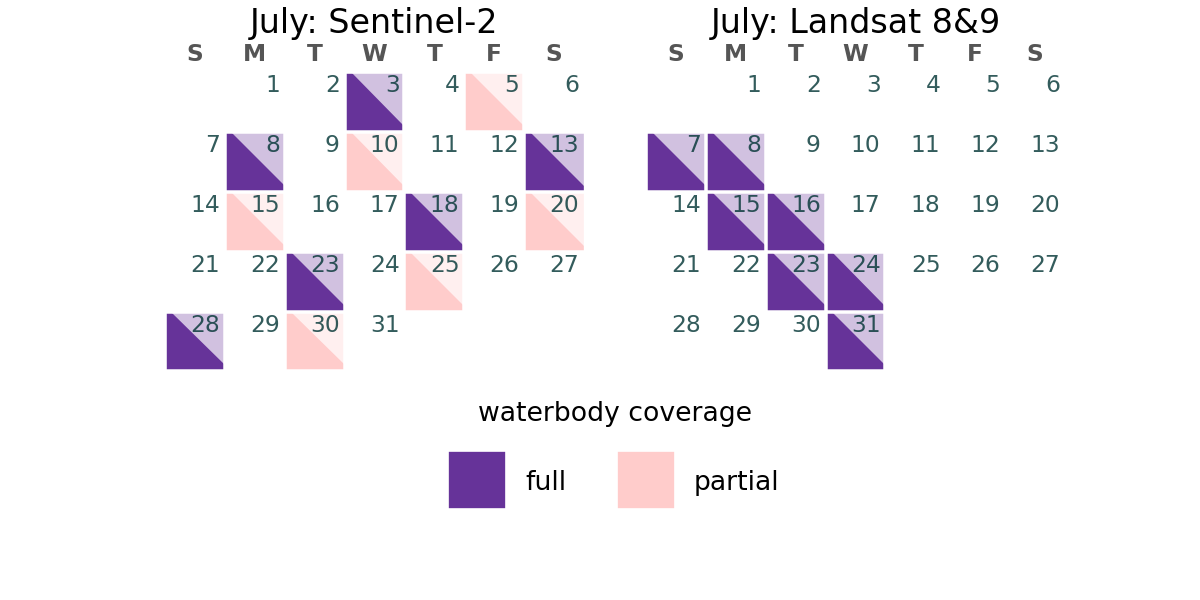 July: Sentinel-2
S M T W T F S
1 2 3 4 5 6
7 8 9 10 11 12 13
14 15 16 17 18 19 20
21 22 23 24 25 26 27
28 29 30 31
July: Landsat 8&9
S M T W T F S
1 2 3 4 5 6
7 8 9 10 11 12 13
14 15 16 17 18 19 20
21 22 23 24 25 26 27
28 29 30 31
waterbody coverage
full partial